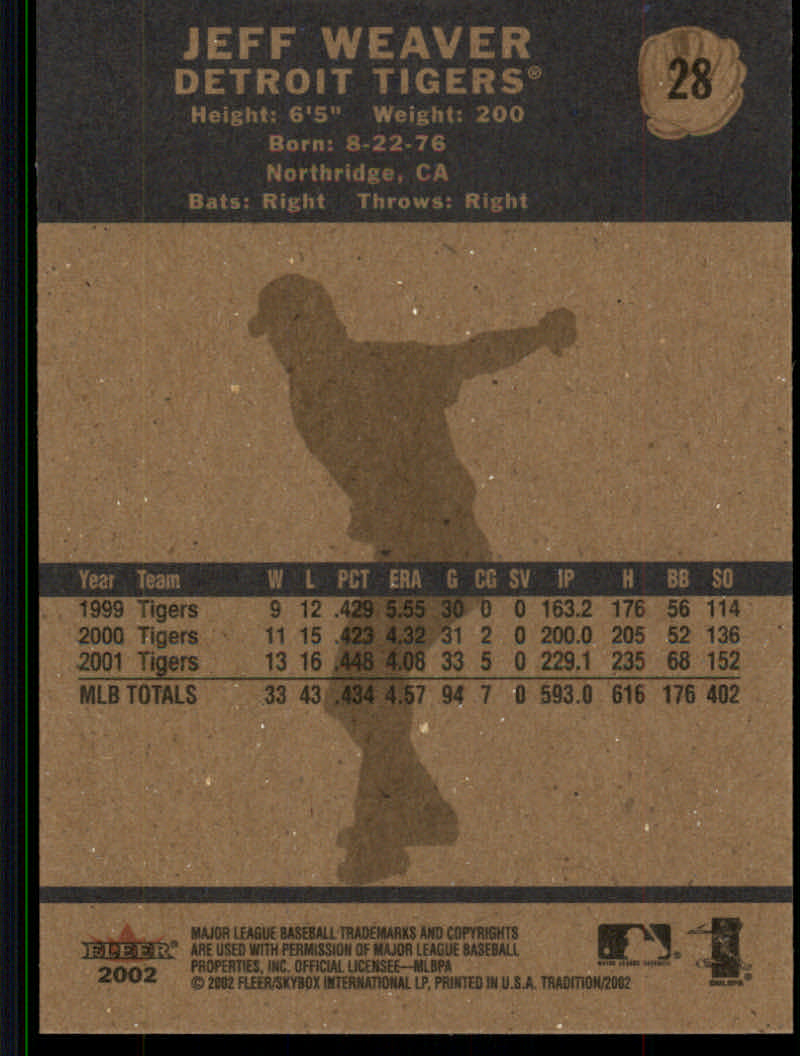 JEFF WEAVER
DETROIT TIGERS®
28
Height: 6'5" Weight: 200
Born: 8-22-76
Northridge, CA
Bats: Right Throws: Right
Year Team W L PCT ERA G CG SV IP H BB SO
1999 Tigers 9 12 .429 5.55 30 0 0 163.2 176 56 114
2000 Tigers 11 15 .423 4.32 31 2 0 200.0 205 52 136
2001 Tigers 13 16 .448 4.08 33 5 0 229.1 235 68 152
MLB TOTALS 33 43 .434 4.57 94 7 0 593.0 616 176 402
FLEER®
2002
MAJOR LEAGUE BASEBALL TRADEMARKS AND COPYRIGHTS
ARE USED WITH PERMISSION OF MAJOR LEAGUE BASEBALL
PROPERTIES, INC. OFFICIAL LICENSEE—MLBPA
© 2002 FLEER/SKYBOX INTERNATIONAL LP, PRINTED IN U.S.A. TRADITION/2002
MAJOR LEAGUE BASEBALL®